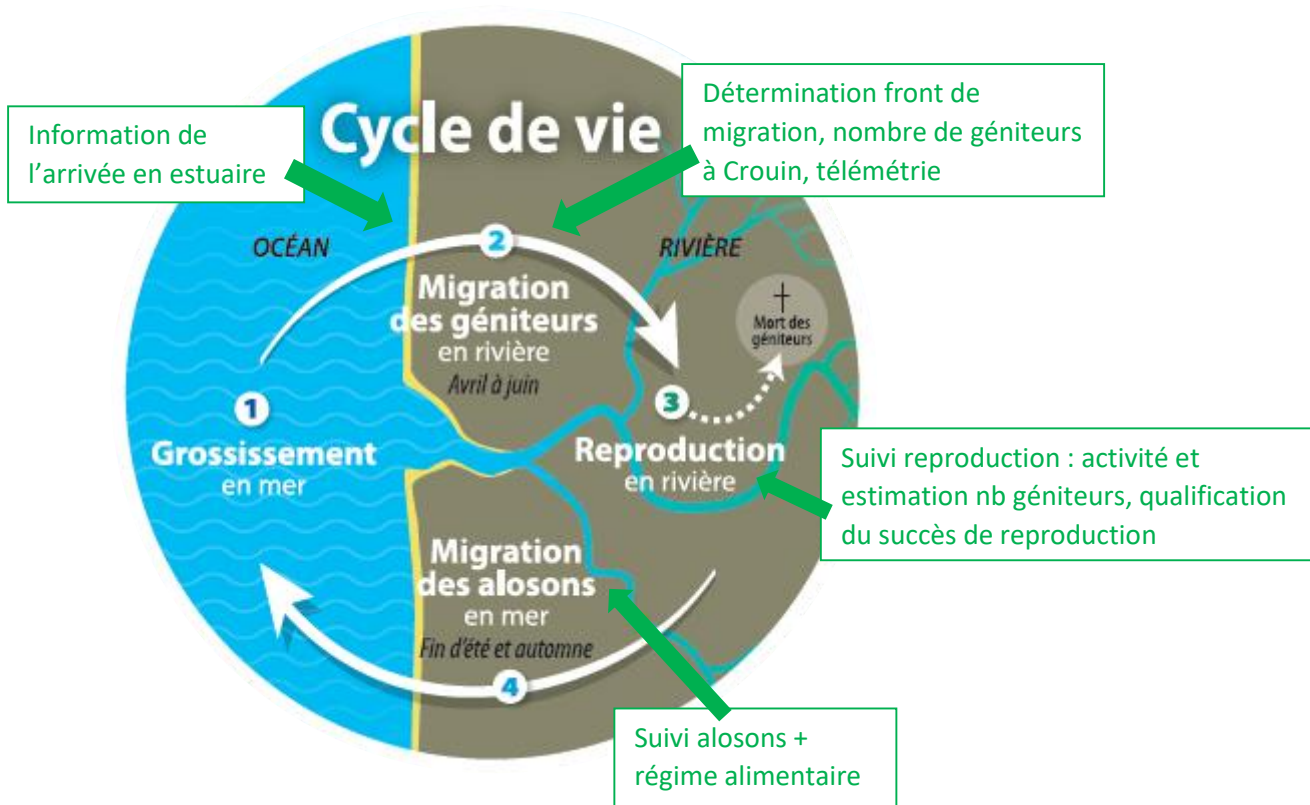 Cycle de vie
Information de
l'arrivée en estuaire
Détermination front de
migration, nombre de géniteurs
à Crouin, télémétrie
OCÉAN
2
RIVIÈRE
Migration
des géniteurs
en rivière
Avril à juin
Mort des
géniteurs
1
Grossissement
en mer
3
Reproduction
en rivière
Suivi reproduction : activité et
estimation nb géniteurs, qualification
du succès de reproduction
Migration
des alosons
en mer
Fin d'été et automne
4
Suivi alosons +
régime alimentaire